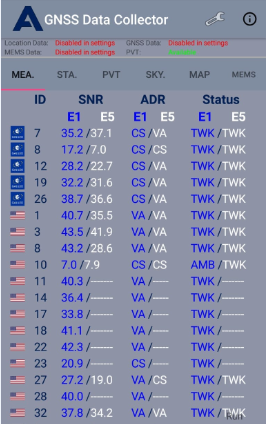 A GNSS Data Collector
Location Data: Disabled in settings GNSS Data: Disabled in settings
MEMS Data: Disabled in settings PVT:
MEA. STA. PVT SKY. MAP MEMS
ID SNR ADR Status
E1 E5 E1 E5 E1 E5
7 35.2/37.1 CS/VA TWK/TWK
8 17.2/7.0 CS/CS TWK/TWK
12 28.2/22.7 CS/VA TWK/TWK
19 32.2/31.6 CS/VA TWK/TWK
26 38.7/36.6 CS/VA TWK/TWK
1 40.7/35.5 VA/VA TWK/TWK
3 43.5/41.9 VA/VA TWK/TWK
8 43.2/28.6 VA/VA TWK/TWK
10 7.0/7.9 CS/CS AMB/TWK
11 40.3/------- VA/------ TWK/------
14 36.4/------- VA/------ TWK/------
17 33.8/------- VA/------ TWK/------
18 41.1/------- VA/------ TWK/------
22 42.3/------- VA/------ TWK/------
23 20.9/------- CS/------ TWK/------
27 27.2/19.0 VA/CS TWK/TWK
28 40.0/------- VA/------ TWK/------
32 37.8/34.2 VA/VA TWK/TWK
Run